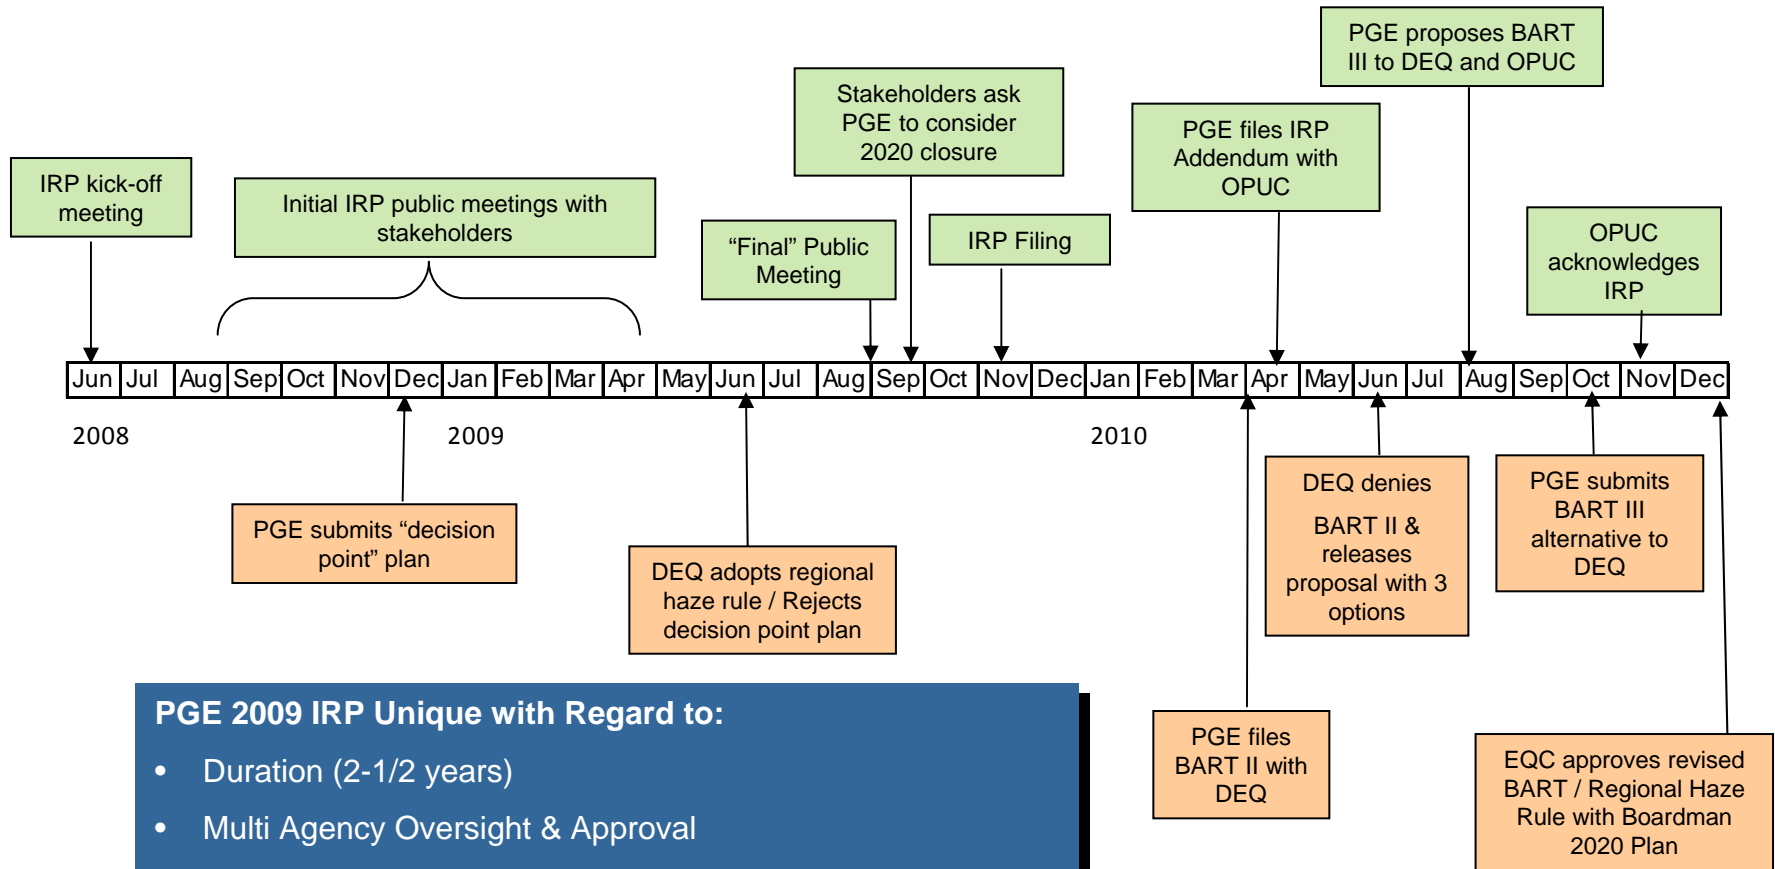 PGE proposes BART
III to DEQ and OPUC
Stakeholders ask
PGE to consider
2020 closure
PGE files IRP
Addendum with
OPUC
IRP kick-off
meeting
Initial IRP public meetings with
stakeholders
“Final” Public
Meeting
IRP Filing
OPUC
acknowledges
IRP
Jun Jul Aug Sep Oct Nov Dec Jan Feb Mar Apr May Jun Jul Aug Sep Oct Nov Dec Jan Feb Mar Apr May Jun Jul Aug Sep Oct Nov Dec
2008 2009 2010
PGE submits “decision
point” plan
DEQ adopts regional
haze rule / Rejects
decision point plan
DEQ denies
BART II &
releases
proposal with 3
options
PGE submits
BART III
alternative to
DEQ
PGE files
BART II with
DEQ
EQC approves revised
BART / Regional Haze
Rule with Boardman
2020 Plan
PGE 2009 IRP Unique with Regard to:
• Duration (2-1/2 years)
• Multi Agency Oversight & Approval